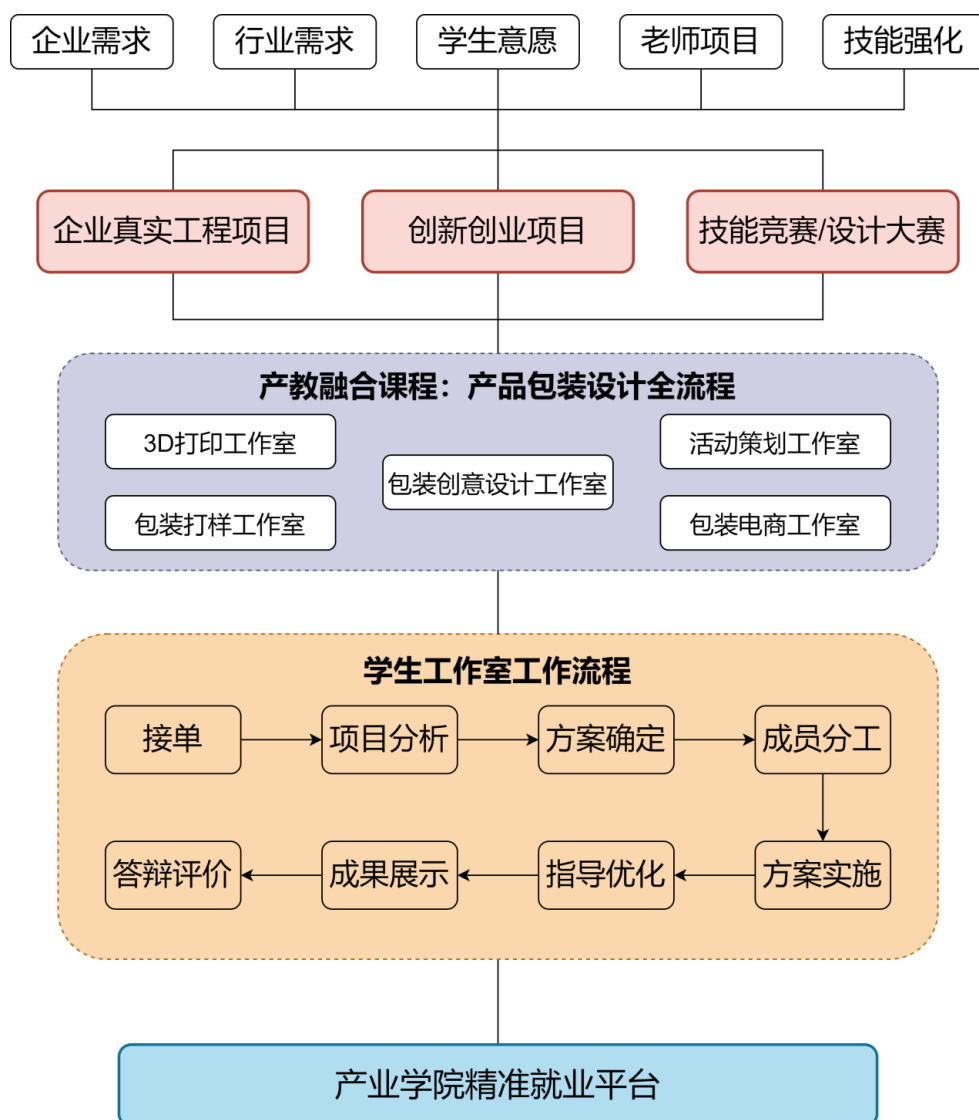 企业需求
行业需求
学生意愿
老师项目
技能强化
企业真实工程项目
创新创业项目
技能竞赛/设计大赛
产教融合课程：产品包装设计全流程
3D打印工作室
活动策划工作室
包装创意设计工作室
包装打样工作室
包装电商工作室
学生工作室工作流程
接单
项目分析
方案确定
成员分工
答辩评价
成果展示
指导优化
方案实施
产业学院精准就业平台